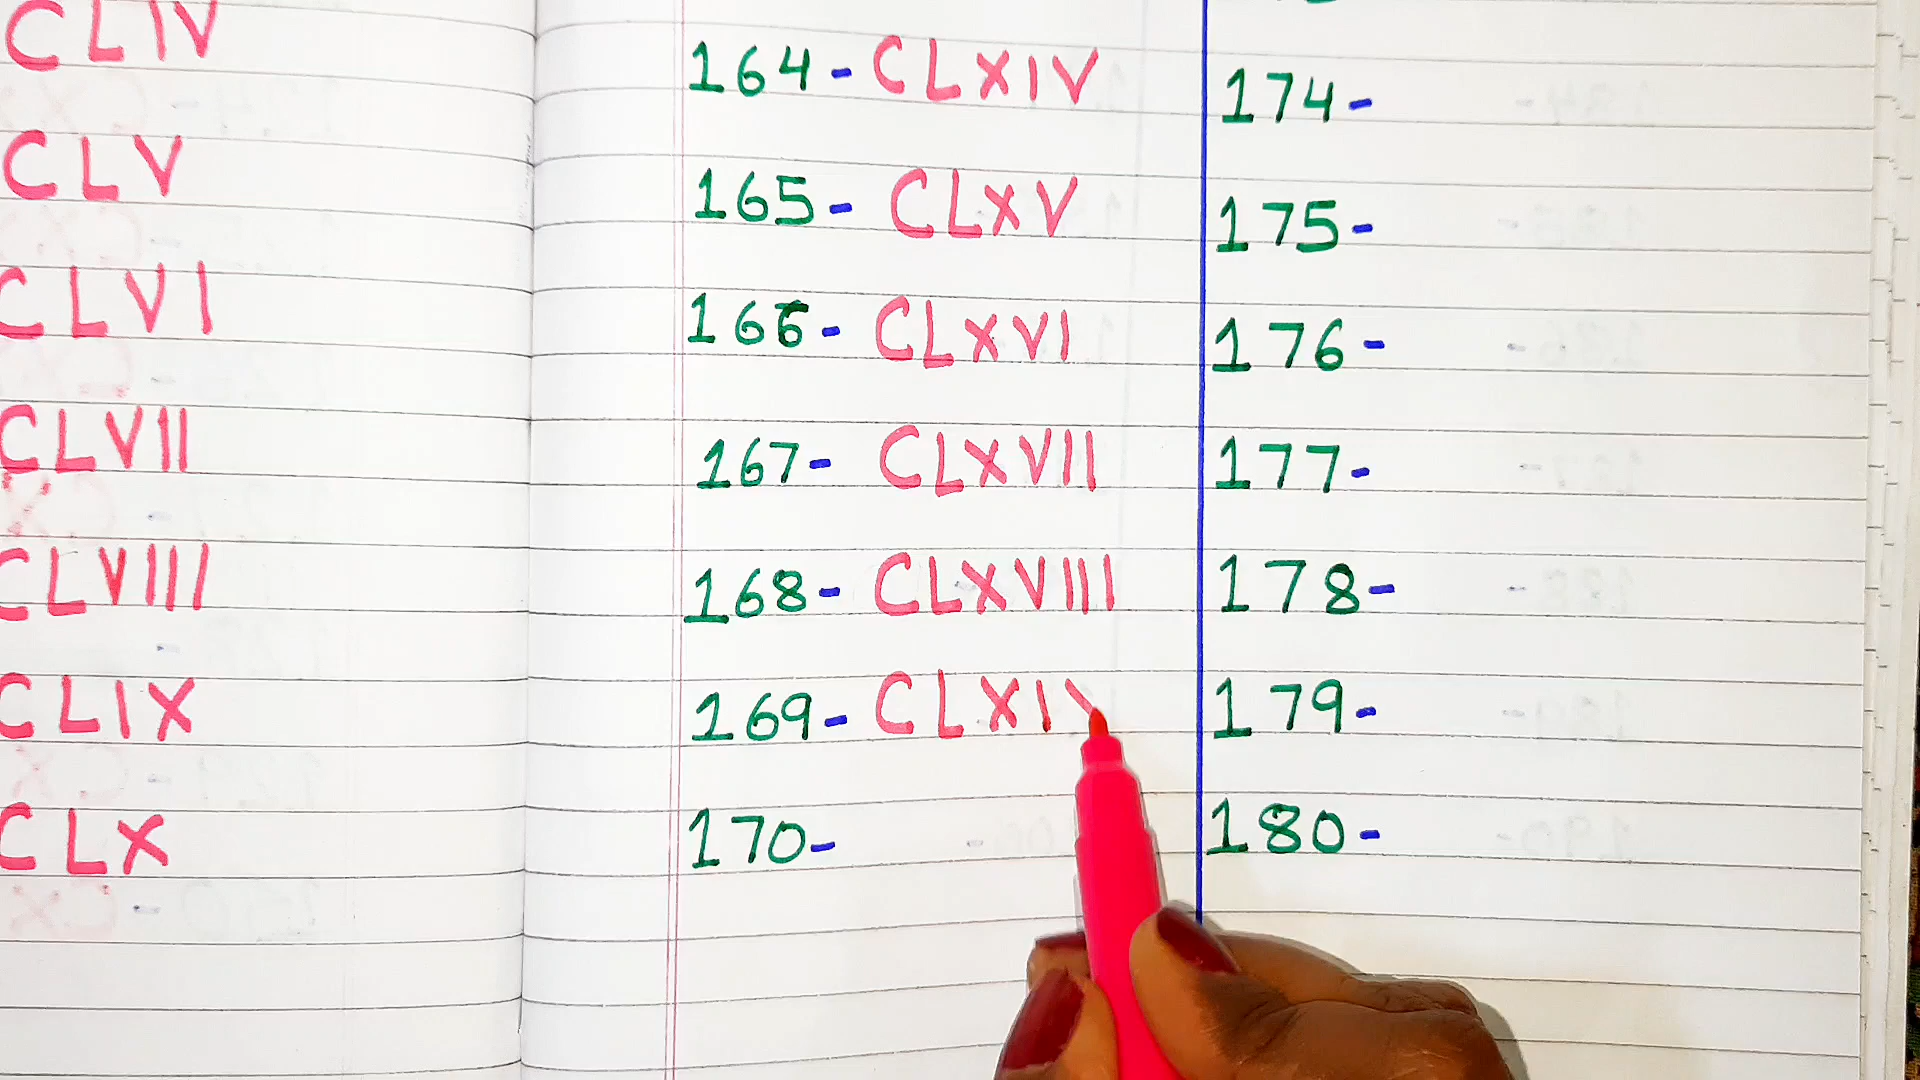 CLIV
CLV
CLVI
CLVII
CLVIII
CLIX
CLX
164- CLXIV
165- CLXV
166- CLXVI
167- CLXVII
168- CLXVIII
169- CLXI
170-
174-
175-
176-
177-
178-
179-
180-